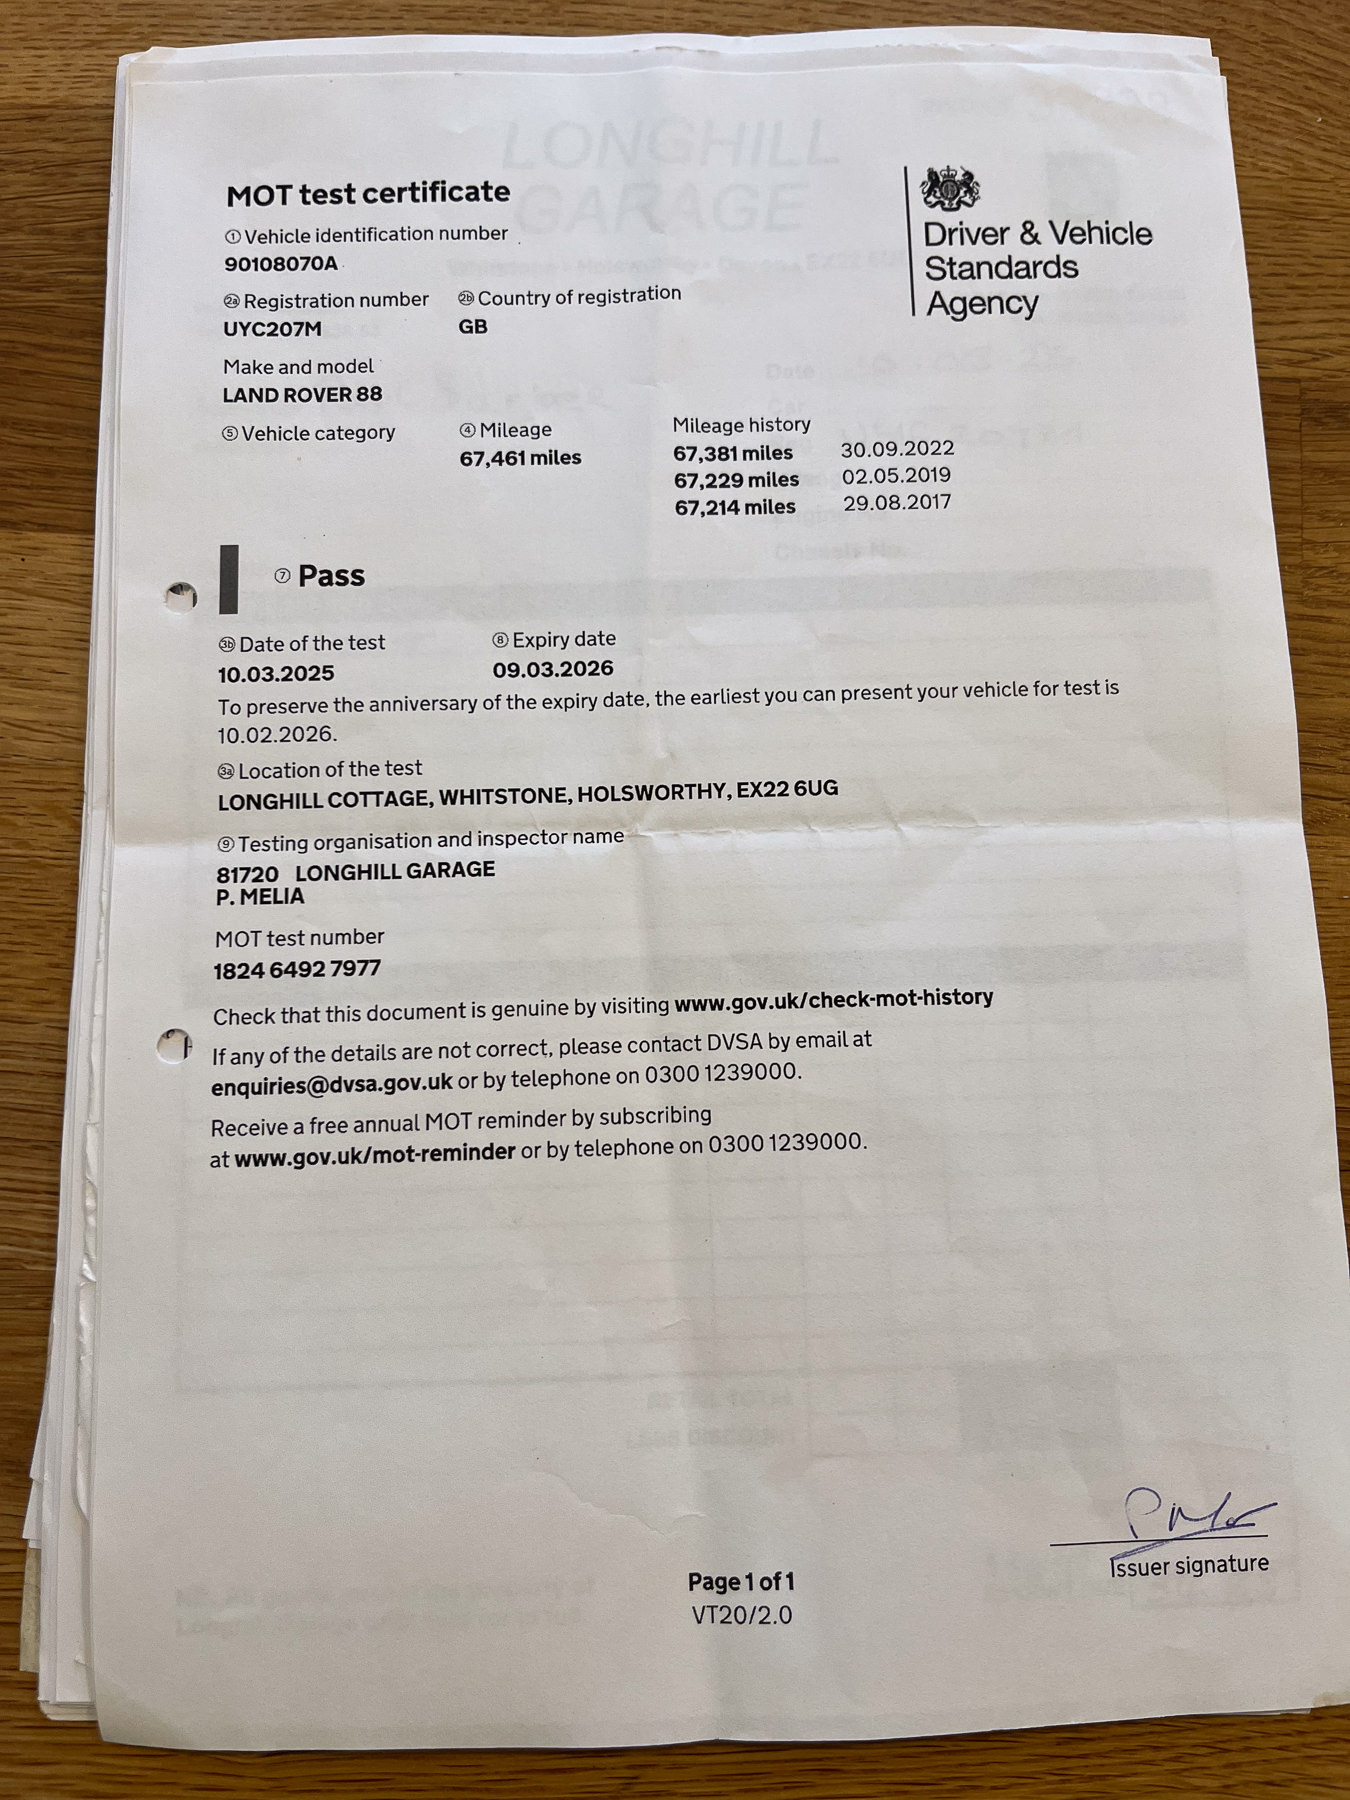 MOT test certificate
① Vehicle identification number
90108070A
2a Registration number 2b Country of registration
UYC207M GB
Make and model
LAND ROVER 88
⑤ Vehicle category ④ Mileage
67,461 miles
Mileage history
67,381 miles 30.09.2022
67,229 miles 02.05.2019
67,214 miles 29.08.2017
Driver & Vehicle
Standards
Agency
LONGHILL
GARAGE
⑦ Pass
3b Date of the test ⑧ Expiry date
10.03.2025 09.03.2026
To preserve the anniversary of the expiry date, the earliest you can present your vehicle for test is
10.02.2026.
3a Location of the test
LONGHILL COTTAGE, WHITSTONE, HOLSWORTHY, EX22 6UG
⑨ Testing organisation and inspector name
81720 LONGHILL GARAGE
P. MELIA
MOT test number
1824 6492 7977
Check that this document is genuine by visiting www.gov.uk/check-mot-history
If any of the details are not correct, please contact DVSA by email at
enquiries@dvsa.gov.uk or by telephone on 0300 1239000.
Receive a free annual MOT reminder by subscribing
at www.gov.uk/mot-reminder or by telephone on 0300 1239000.
Issuer signature
Page 1 of 1
VT20/2.0